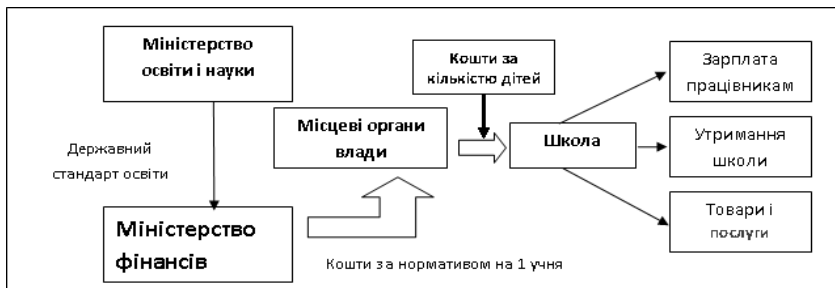 Міністерство
освіти і науки
Кошти за
кількістю дітей
Зарплата
працівникам
Місцеві органи
влади
Школа
Утримання
школи
Державний
стандарт освіти
Міністерство
фінансів
Товари і
послуги
Кошти за нормативом на 1 учня